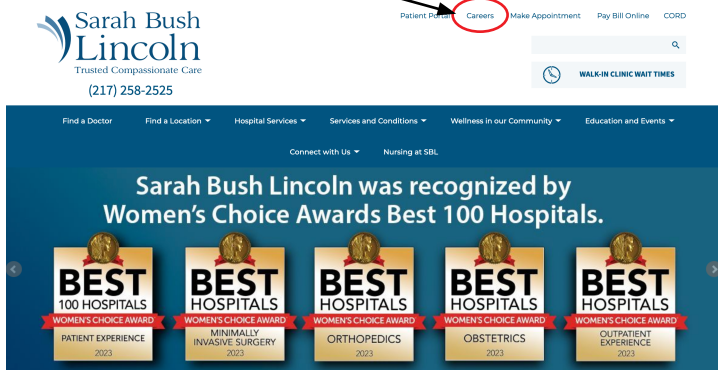 Patient Portal Careers Make Appointment Pay Bill Online CORD
Sarah Bush
Lincoln
Trusted Compassionate Care
(217) 258-2525
WALK-IN CLINIC WAIT TIMES
Find a Doctor Find a Location Hospital Services Services and Conditions Wellness in our Community Education and Events
Connect with Us Nursing at SBL
Sarah Bush Lincoln was recognized by
Women's Choice Awards Best 100 Hospitals.
BEST
100 HOSPITALS
WOMEN'S CHOICE AWARD
PATIENT EXPERIENCE
2023
BEST
HOSPITALS
WOMEN'S CHOICE AWARD
MINIMALLY
INVASIVE SURGERY
2023
BEST
HOSPITALS
WOMEN'S CHOICE AWARD
ORTHOPEDICS
2023
BEST
HOSPITALS
WOMEN'S CHOICE AWARD
OBSTETRICS
2023
BEST
HOSPITALS
WOMEN'S CHOICE AWARD
OUTPATIENT
EXPERIENCE
2023